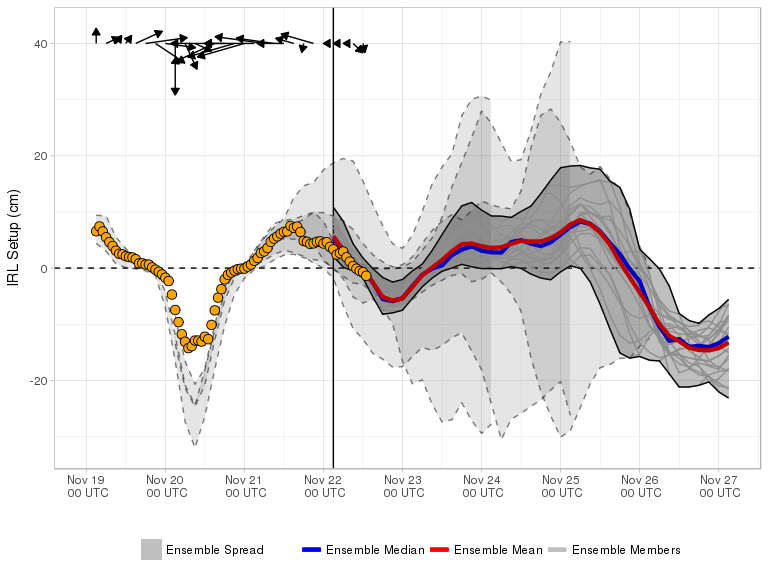 IRL Setup (cm)
40
20
0
-20
Nov 19 00 UTC
Nov 20 00 UTC
Nov 21 00 UTC
Nov 22 00 UTC
Nov 23 00 UTC
Nov 24 00 UTC
Nov 25 00 UTC
Nov 26 00 UTC
Nov 27 00 UTC
Ensemble Spread
Ensemble Median
Ensemble Mean
Ensemble Members